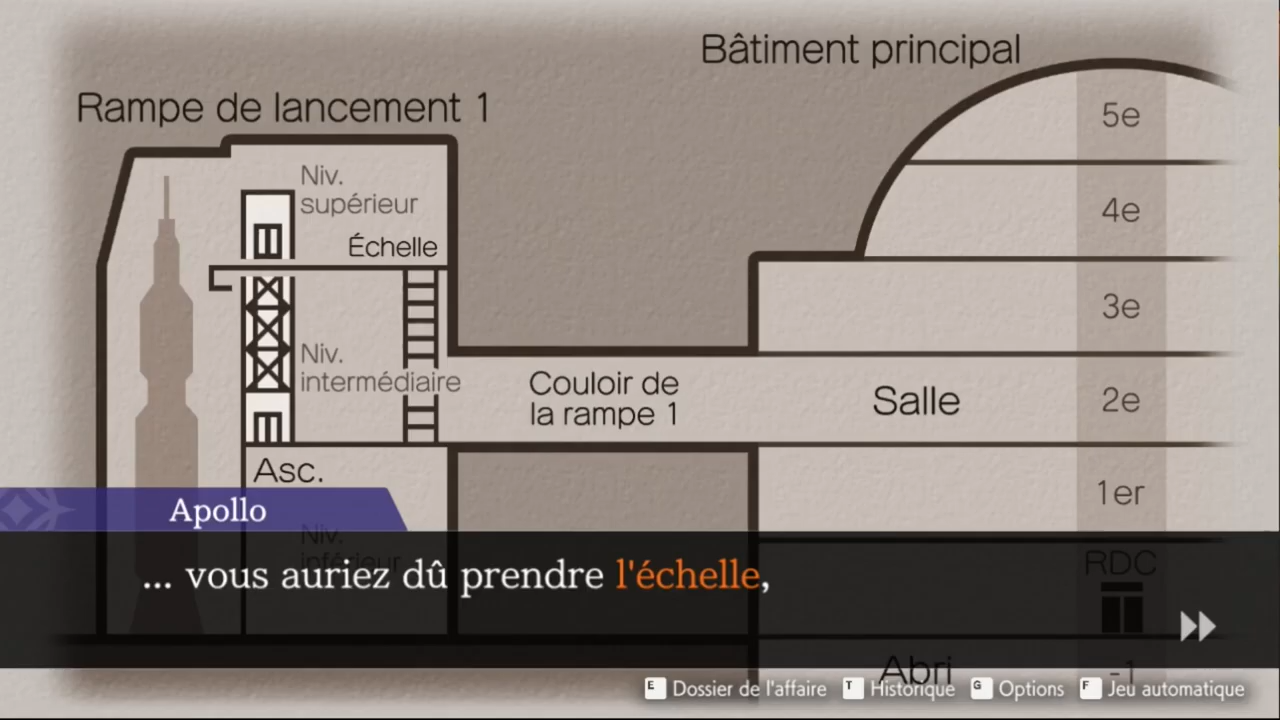 Bâtiment principal
Rampe de lancement 1
5e
Niv.
supérieur
4e
Échelle
3e
Niv.
intermédiaire
Couloir de
la rampe 1
Salle
2e
Asc.
1er
Apollo
Niv.
inférieur
RDC
... vous auriez dû prendre l'échelle,
Abri
-1
E Dossier de l'affaire T Historique G Options F Jeu automatique